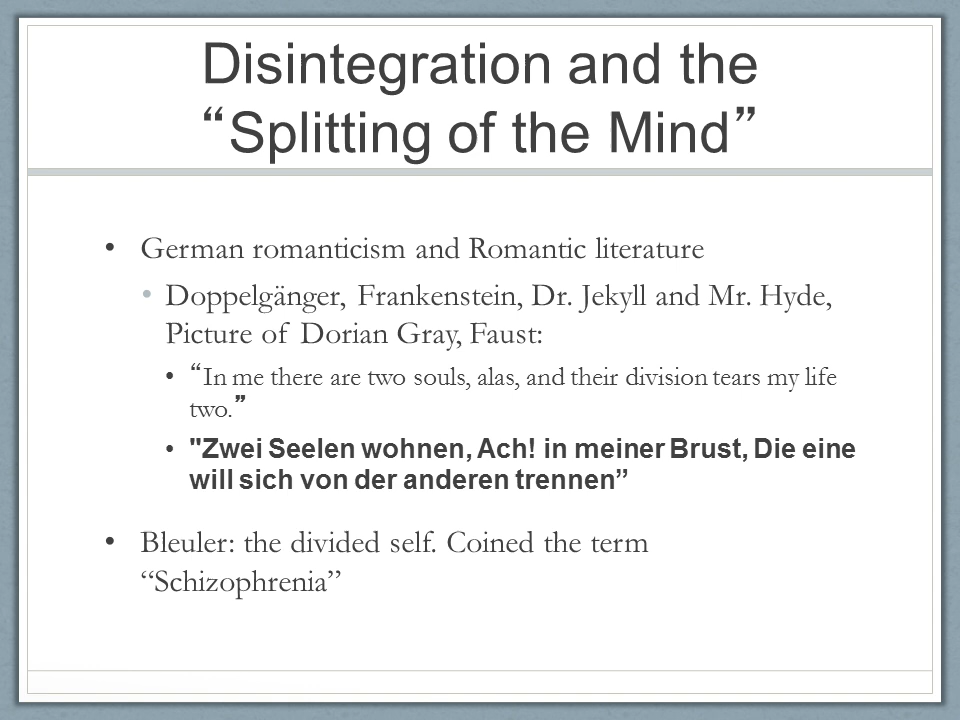 Disintegration and the
“Splitting of the Mind”
• German romanticism and Romantic literature
• Doppelgänger, Frankenstein, Dr. Jekyll and Mr. Hyde,
Picture of Dorian Gray, Faust:
• “In me there are two souls, alas, and their division tears my life
two.”
• "Zwei Seelen wohnen, Ach! in meiner Brust, Die eine
will sich von der anderen trennen”
• Bleuler: the divided self. Coined the term
“Schizophrenia”